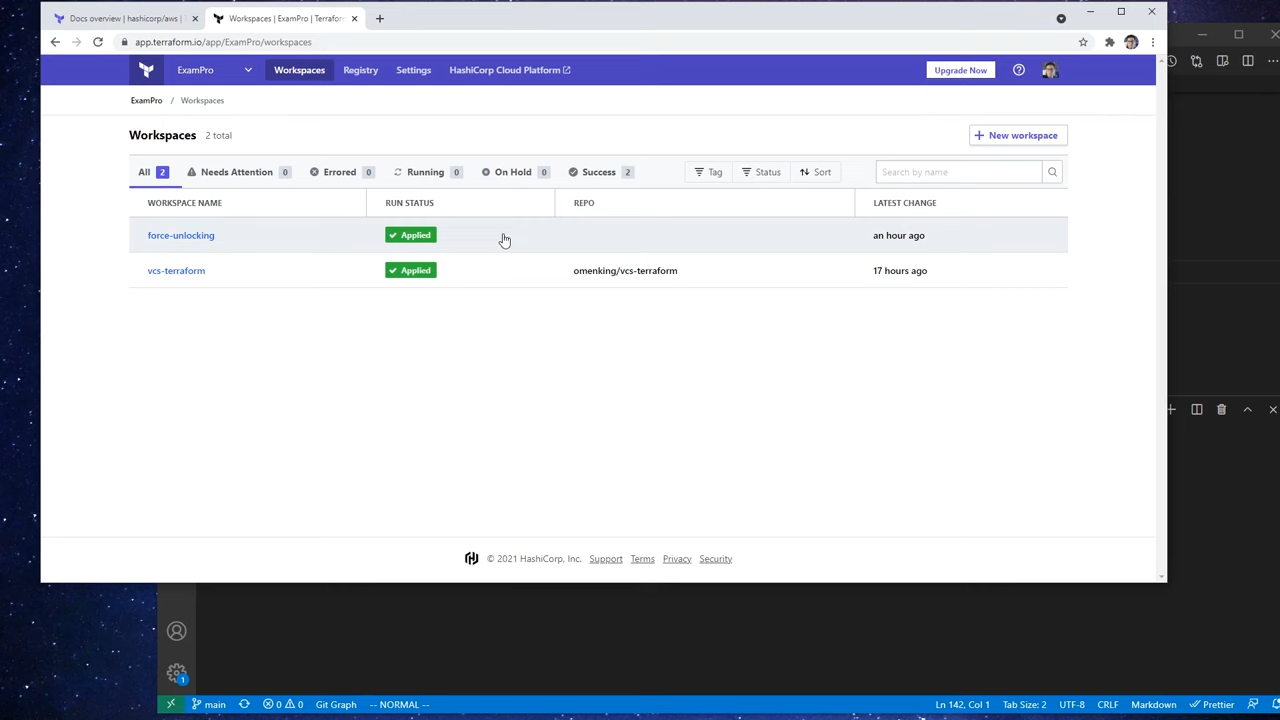 Docs overview | hashicorp/aws | T
Workspaces | ExamPro | Terraform
app.terraform.io/app/ExamPro/workspaces
ExamPro
Workspaces
Registry
Settings
HashiCorp Cloud Platform
Upgrade Now
ExamPro / Workspaces
Workspaces 2 total
New workspace
All 2
Needs Attention 0
Errored 0
Running 0
On Hold 0
Success 2
Tag
Status
Sort
Search by name
WORKSPACE NAME RUN STATUS REPO LATEST CHANGE
force-unlocking Applied an hour ago
vcs-terraform Applied omenking/vcs-terraform 17 hours ago
© 2021 HashiCorp, Inc. Support Terms Privacy Security
1
main 0 0 Git Graph -- NORMAL -- Ln 142, Col 1 Tab Size: 2 UTF-8 CRLF Markdown Prettier